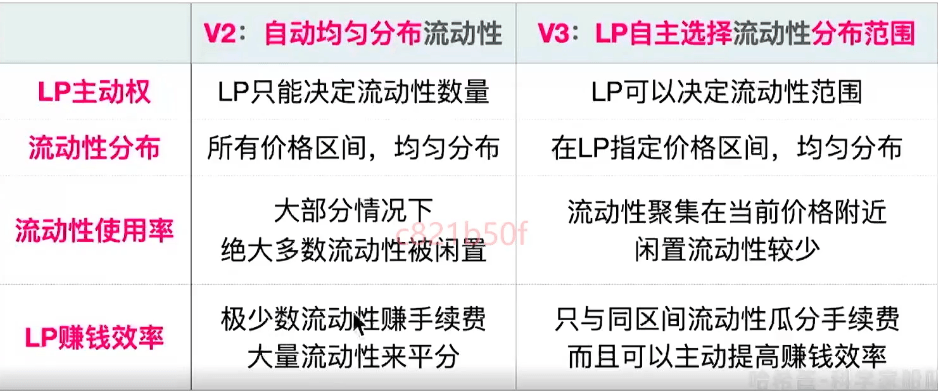 V2：自动均匀分布流动性
V3：LP自主选择流动性分布范围
LP主动权
LP只能决定流动性数量
LP可以决定流动性范围
流动性分布
所有价格区间，均匀分布
在LP指定价格区间，均匀分布
流动性使用率
大部分情况下
绝大多数流动性被闲置
流动性聚集在当前价格附近
闲置流动性较少
c821b50f
LP赚钱效率
极少数流动性赚手续费
大量流动性来平分
只与同区间流动性瓜分手续费
而且可以主动提高赚钱效率